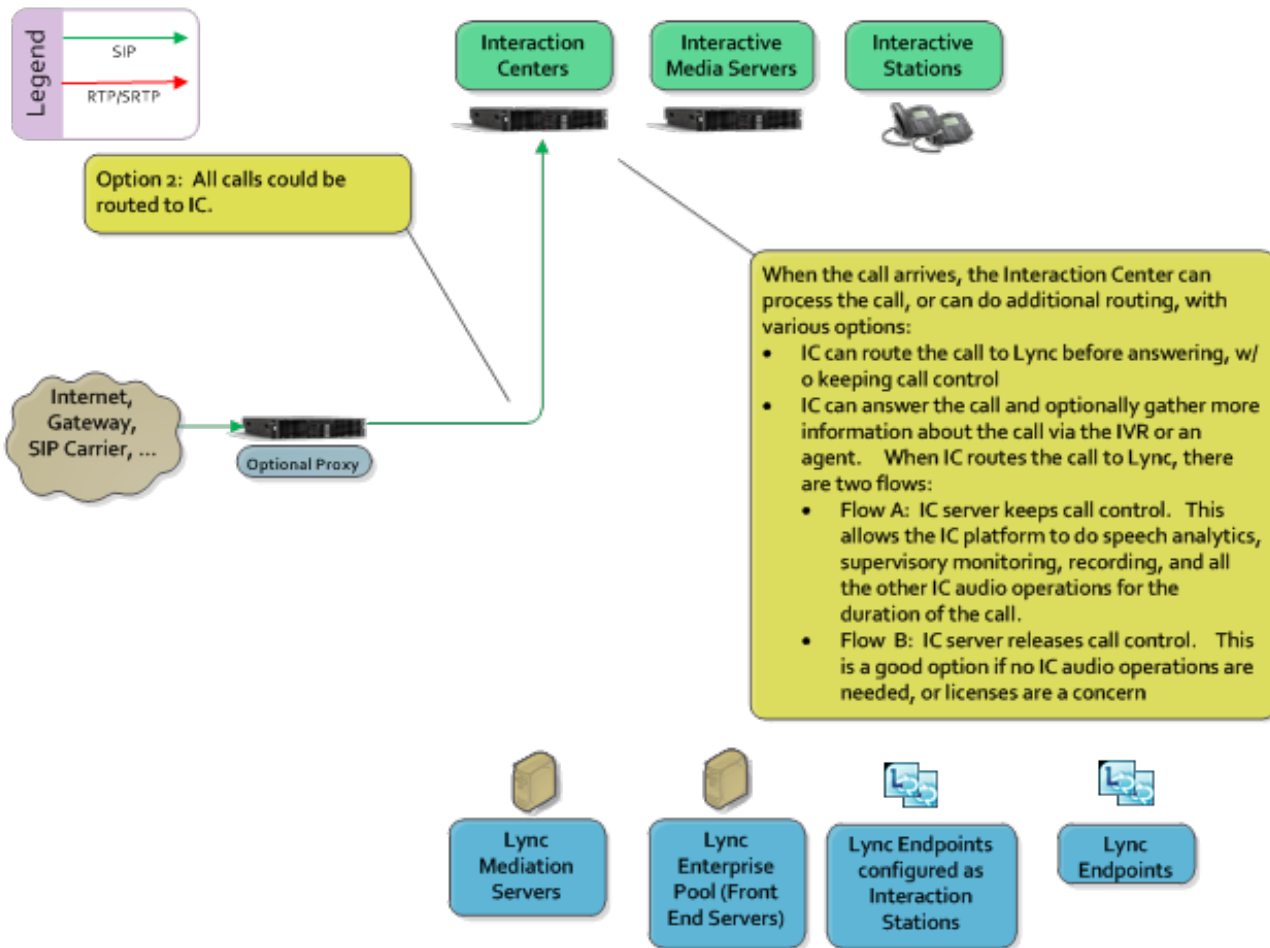 Legend
SIP
RTP/SRTP
Interaction
Centers
Interactive
Media Servers
Interactive
Stations
Option 2: All calls could be
routed to IC.
When the call arrives, the Interaction Center can
process the call, or can do additional routing, with
various options:
• IC can route the call to Lync before answering, w/
o keeping call control
• IC can answer the call and optionally gather more
information about the call via the IVR or an
agent. When IC routes the call to Lync, there
are two flows:
• Flow A: IC server keeps call control. This
allows the IC platform to do speech analytics,
supervisory monitoring, recording, and all
the other IC audio operations for the
duration of the call.
• Flow B: IC server releases call control. This
is a good option if no IC audio operations are
needed, or licenses are a concern
Internet,
Gateway,
SIP Carrier, ...
Optional Proxy
Lync
Mediation
Servers
Lync
Enterprise
Pool (Front
End Servers)
Lync Endpoints
configured as
Interaction
Stations
Lync
Endpoints